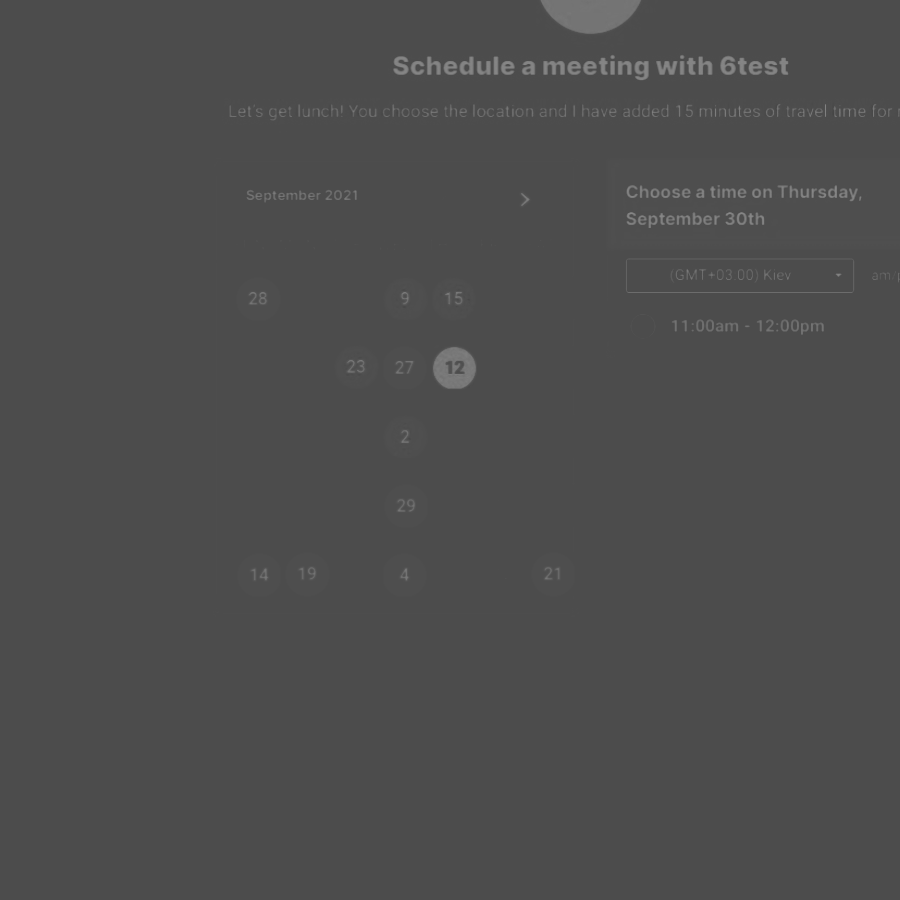 Schedule a meeting with 6test
Let's get lunch! You choose the location and I have added 15 minutes of travel time for
September 2021
Choose a time on Thursday,
September 30th
(GMT+03:00) Kiev
am/
11:00am - 12:00pm
28 9 15
23 27 12
2
29
14 19 4 21